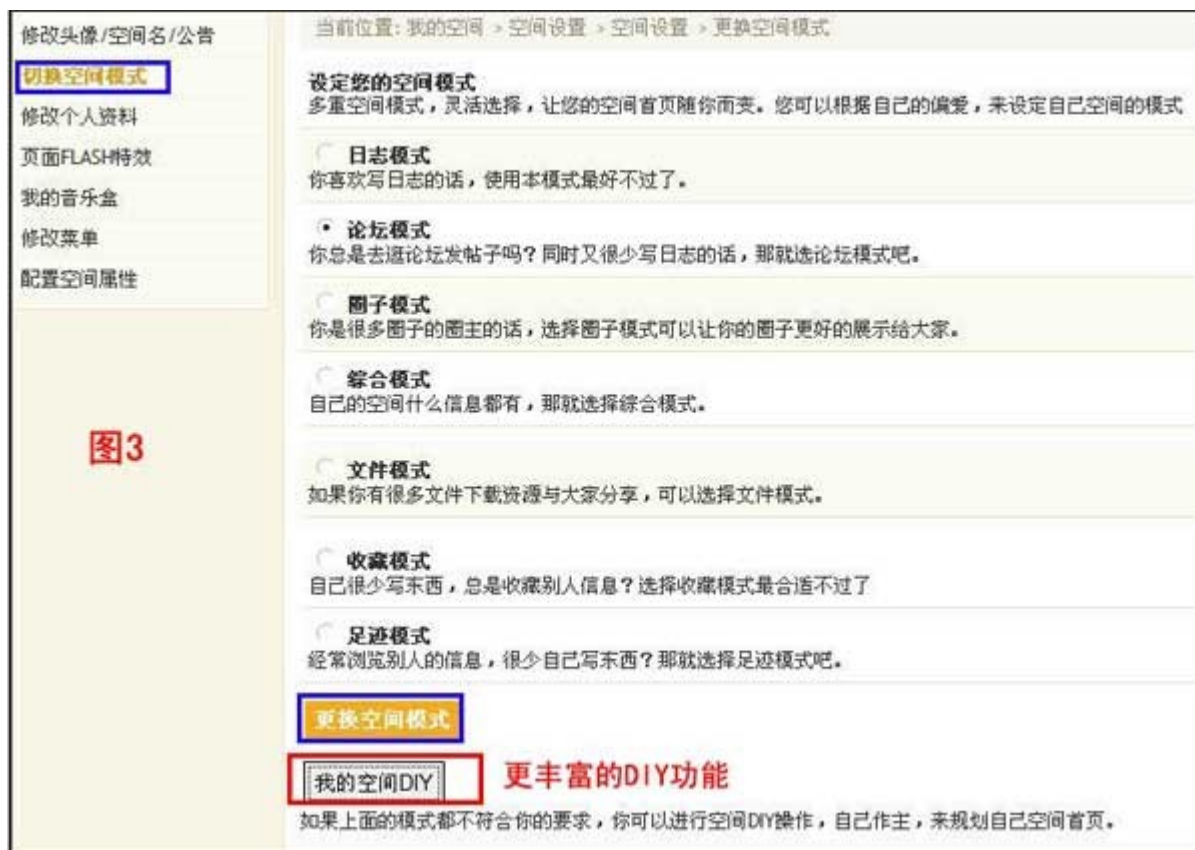 修改头像/空间名/公告
切换空间模式
修改个人资料
页面FLASH特效
我的音乐盒
修改菜单
配置空间属性
图3
当前位置: 我的空间 > 空间设置 > 空间设置 > 更换空间模式
设定您的空间模式
多重空间模式，灵活选择，让您的空间首页随你而变。您可以根据自己的偏爱，来设定自己空间的模式
日志模式
你喜欢写日志的话，使用本模式最好不过了。
论坛模式
你总是去逛论坛发帖子吗？同时又很少写日志的话，那就选论坛模式吧。
圈子模式
你是很多圈子的圈主的话，选择圈子模式可以让你的圈子更好的展示给大家。
综合模式
自己的空间什么信息都有，那就选择综合模式。
文件模式
如果你有很多文件下载资源与大家分享，可以选择文件模式。
收藏模式
自己很少写东西，总是收藏别人信息？选择收藏模式最合适不过了
足迹模式
经常浏览别人的信息，很少自己写东西？那就选择足迹模式吧。
更换空间模式
我的空间DIY 更丰富的DIY功能
如果上面的模式都不符合你的要求，你可以进行空间DIY操作，自己作主，来规划自己空间首页。